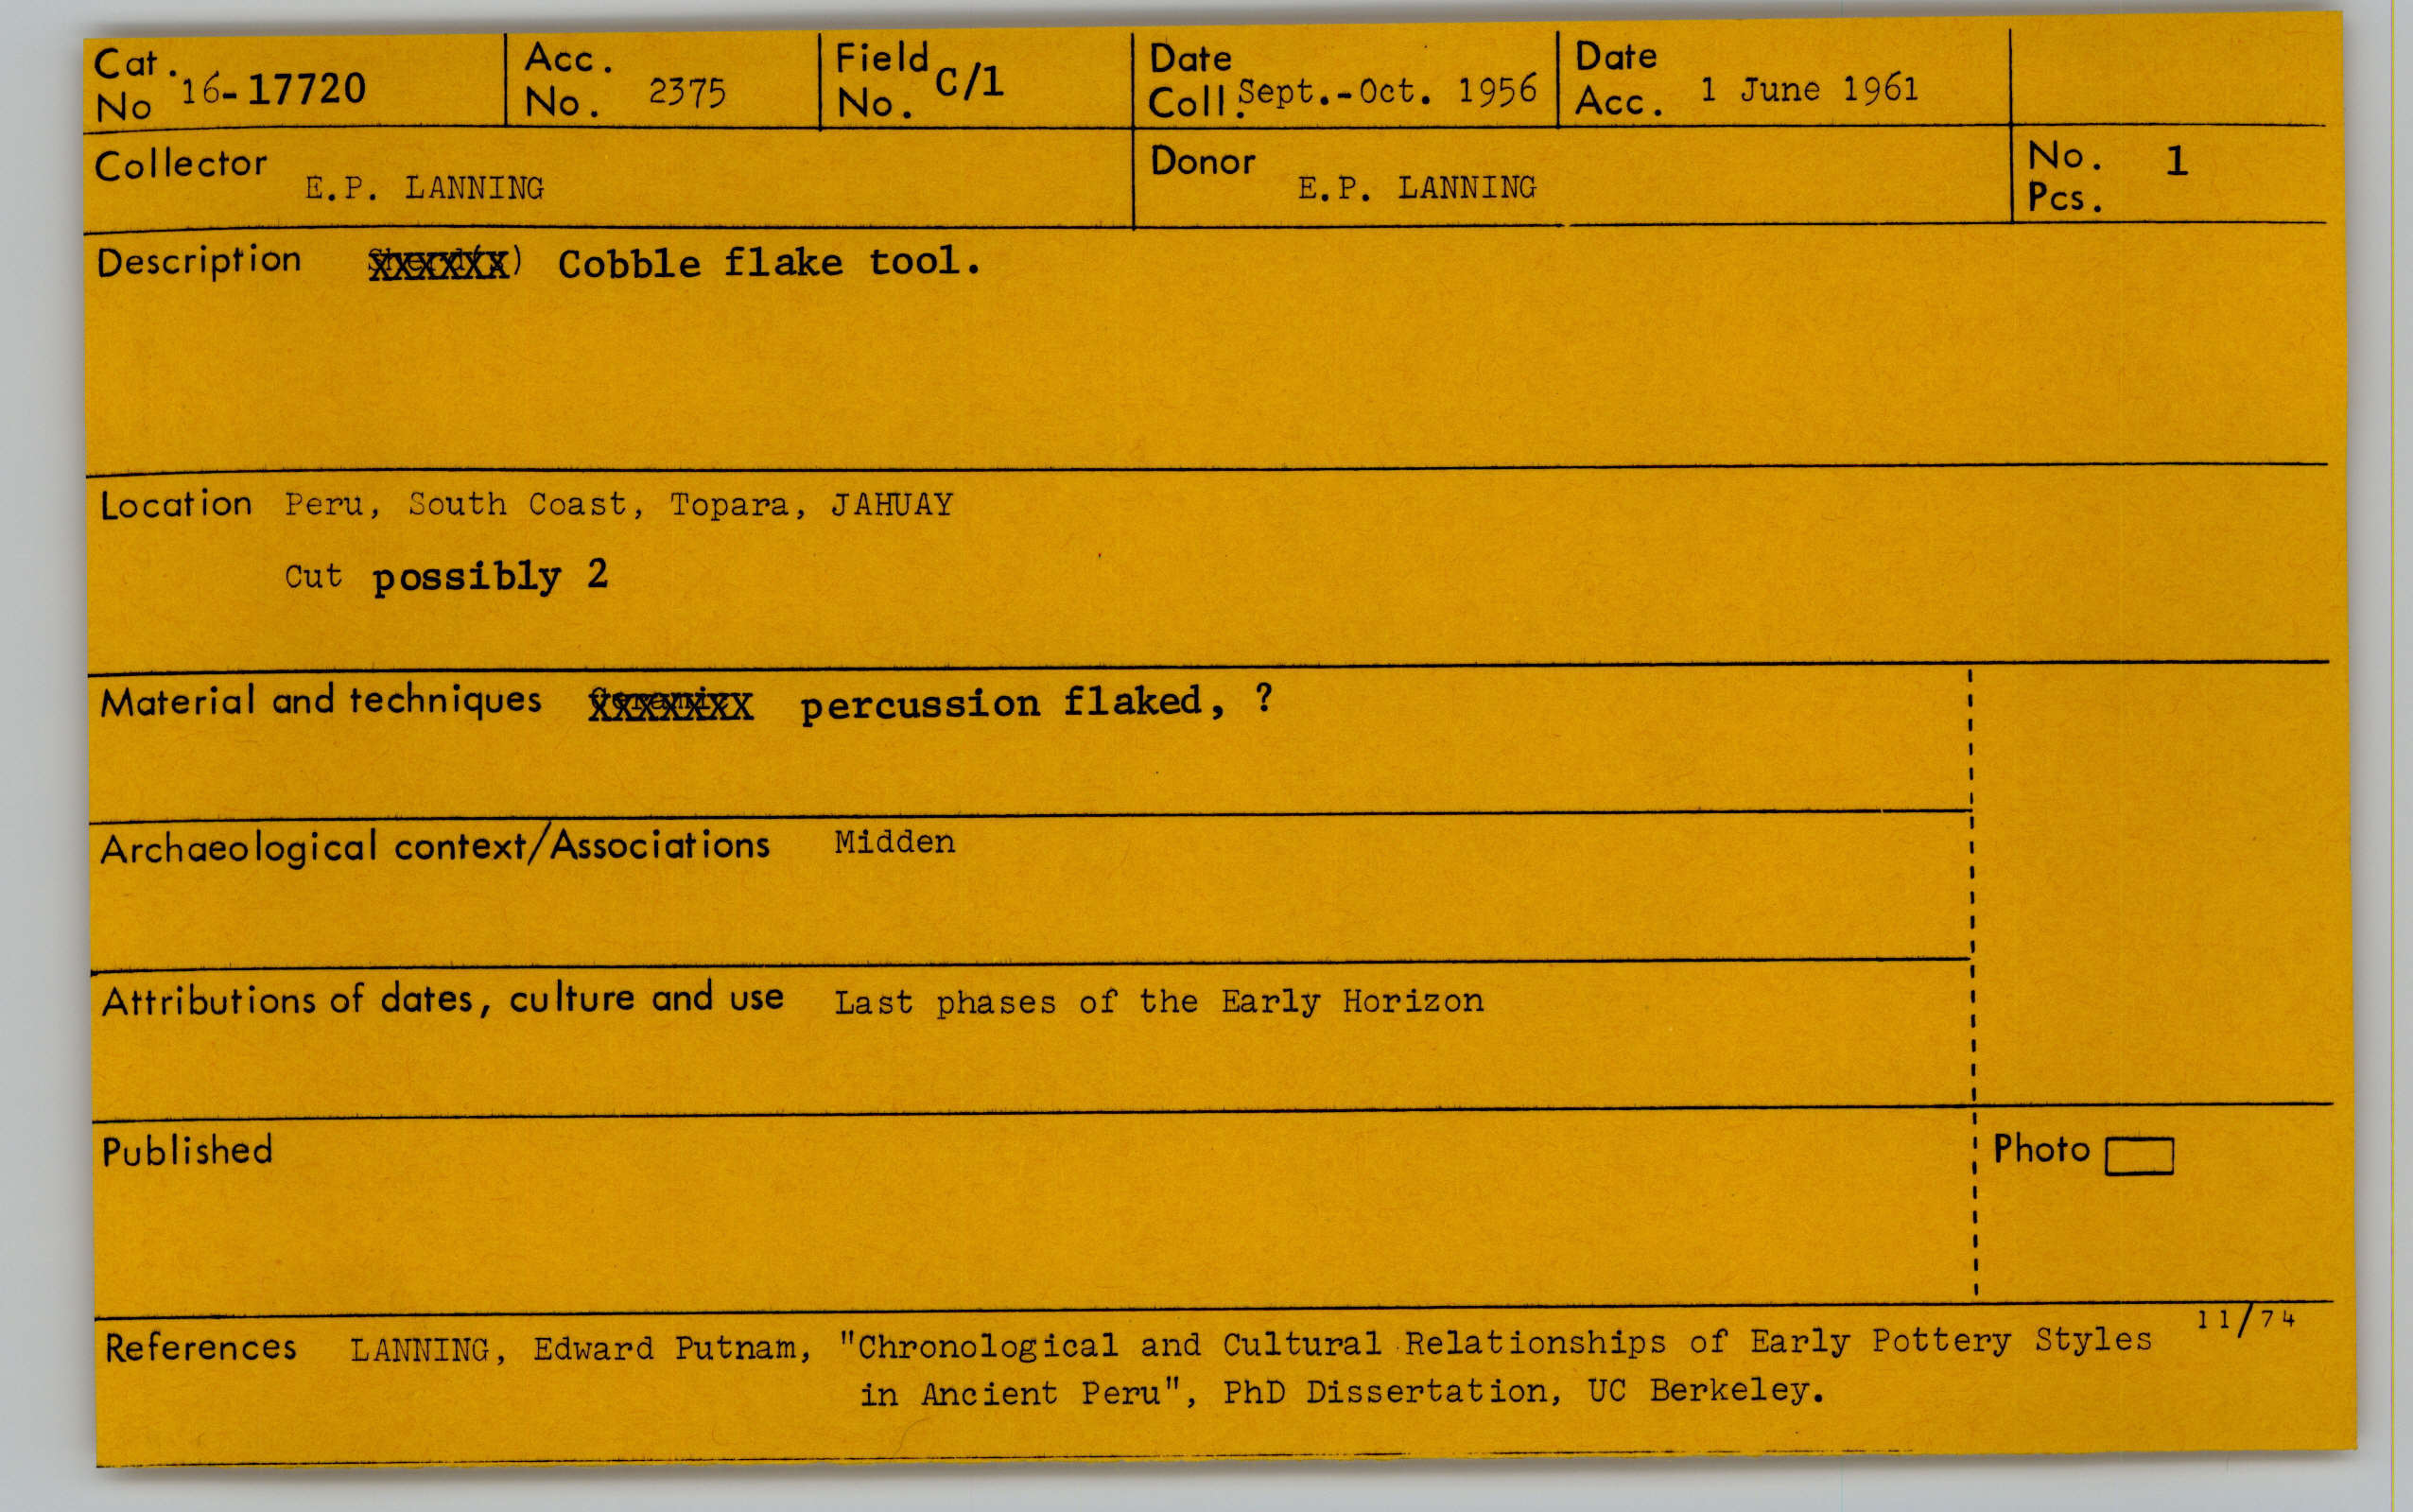 Cat. No 16-17720 Acc. No. 2375 Field No. C/1 Date Coll. Sept.-Oct. 1956 Date Acc. 1 June 1961
Collector E.P. LANNING Donor E.P. LANNING No. Pcs. 1
Description Cobble flake tool.
Location Peru, South Coast, Topara, JAHUAY
Cut possibly 2
Material and techniques percussion flaked, ?
Archaeological context/Associations Midden
Attributions of dates, culture and use Last phases of the Early Horizon
Published Photo
11/74
References LANNING, Edward Putnam, "Chronological and Cultural Relationships of Early Pottery Styles
in Ancient Peru", PhD Dissertation, UC Berkeley.